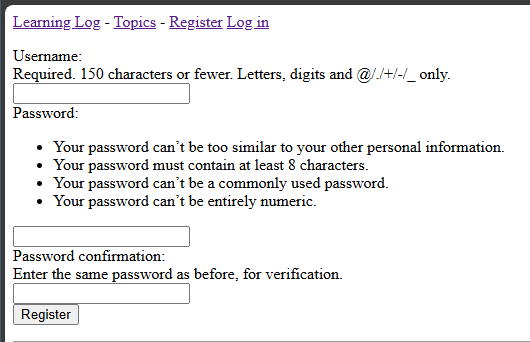 Learning Log - Topics - Register Log in
Username:
Required. 150 characters or fewer. Letters, digits and @/./+/-/_ only.
Password:
• Your password can’t be too similar to your other personal information.
• Your password must contain at least 8 characters.
• Your password can’t be a commonly used password.
• Your password can’t be entirely numeric.
Password confirmation:
Enter the same password as before, for verification.
Register